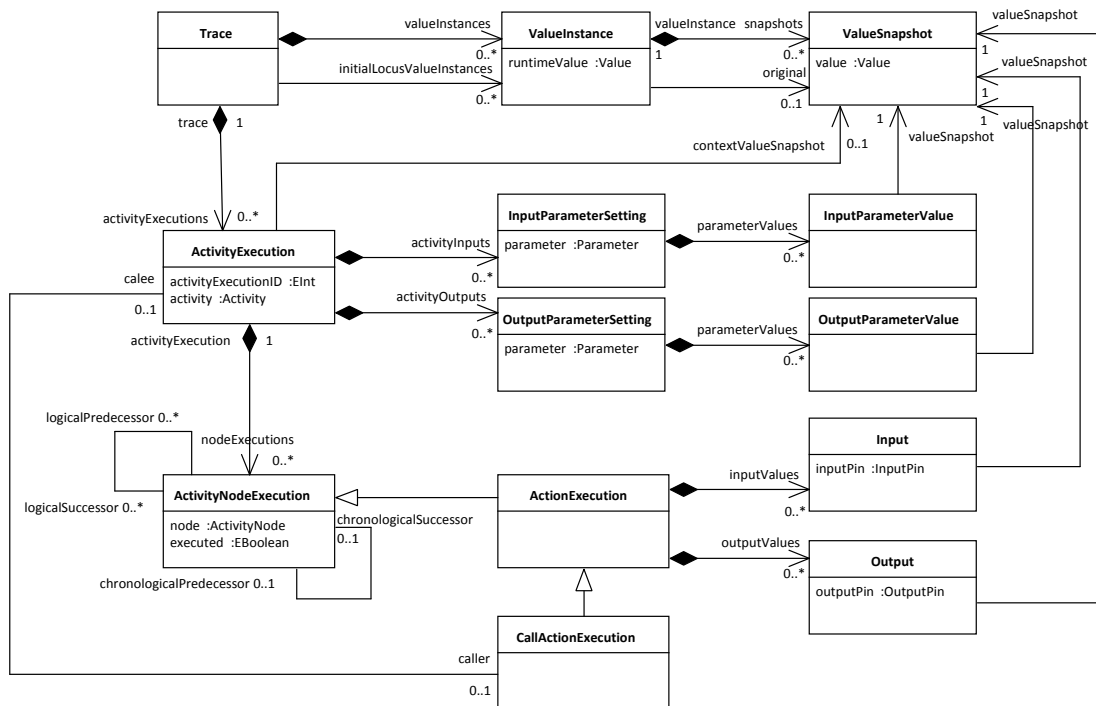 valueInstances
valueInstance snapshots
valueSnapshot
Trace
ValueInstance
ValueSnapshot
0..*
1
0..*
1
runtimeValue :Value
value :Value
valueSnapshot
initialLocusValueInstances
original
0..*
0..1
1
trace
1
1
1
valueSnapshot
contextValueSnapshot
0..1
valueSnapshot
activityExecutions
0..*
InputParameterSetting
InputParameterValue
activityInputs
parameterValues
ActivityExecution
parameter :Parameter
0..*
0..*
calee
activityExecutionID :EInt
activity :Activity
activityOutputs
0..1
OutputParameterSetting
parameterValues
OutputParameterValue
0..*
activityExecution
1
parameter :Parameter
0..*
logicalPredecessor 0..*
nodeExecutions
0..*
Input
inputValues
inputPin :InputPin
ActivityNodeExecution
ActionExecution
logicalSuccessor 0..*
0..*
node :ActivityNode
chronologicalSuccessor
executed :EBoolean
0..1
outputValues
Output
chronologicalPredecessor 0..1
0..*
outputPin :OutputPin
CallActionExecution
caller
0..1